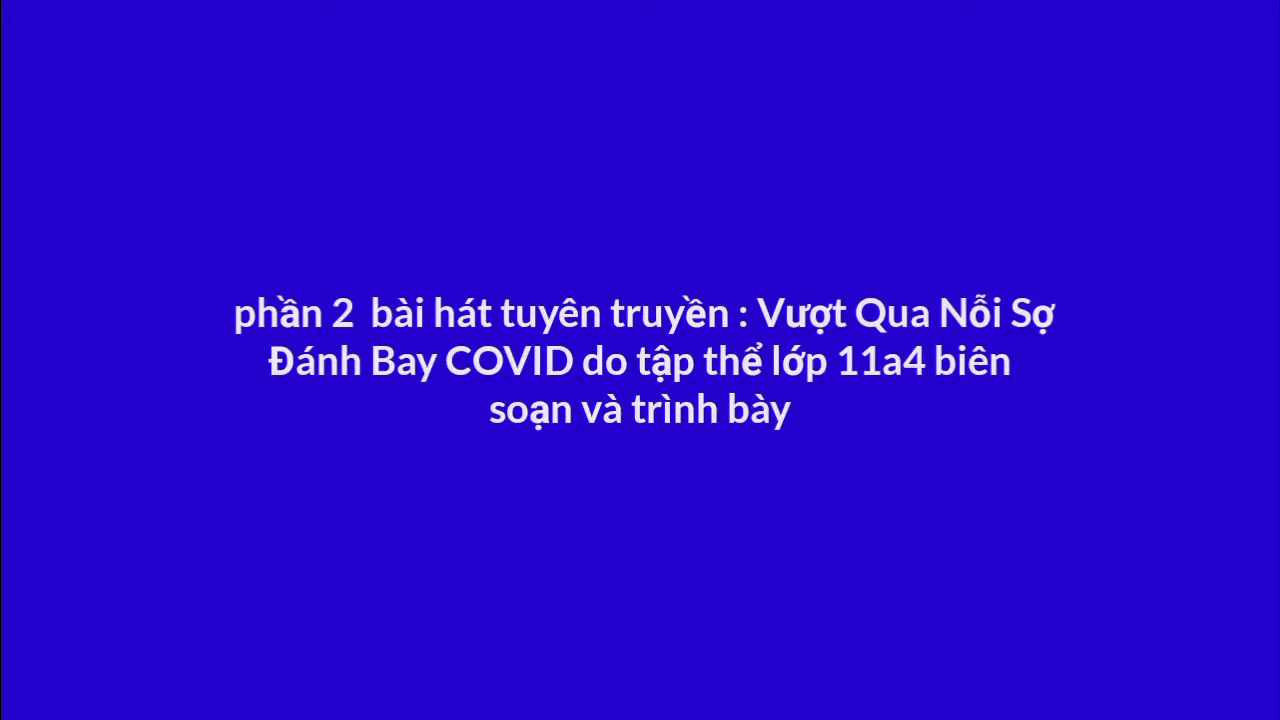 phần 2  bài hát tuyên truyền : Vượt Qua Nỗi Sợ
Đánh Bay COVID do tập thể lớp 11a4 biên
soạn và trình bày